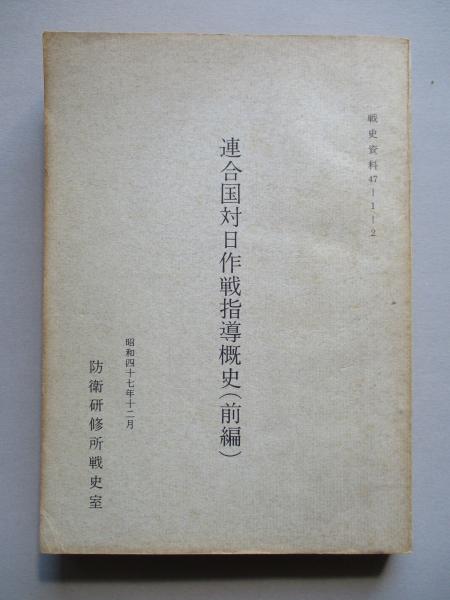 戦史資料47-1-2
連合国対日作戦指導概史(前編)
昭和四十七年十二月
防衛研修所戦史室